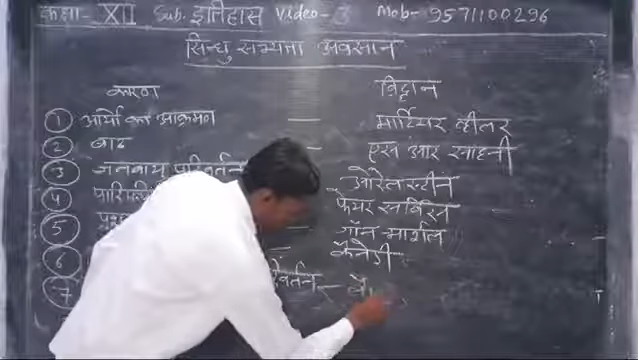 कक्षा- XII Sub. इतिहास Video- 3 Mob- 9571100296
सिन्धु सभ्यता अवसान
कारण विद्वान
1 आर्यों का आक्रमण — मार्टिमर व्हीलर
2 बाढ़ — एस आर साहनी
3 जलवायु परिवर्तन ओरेलस्टीन
4 फेयर सर्विस
5 जॉन मार्शल
6 — कैनेडी
7 —